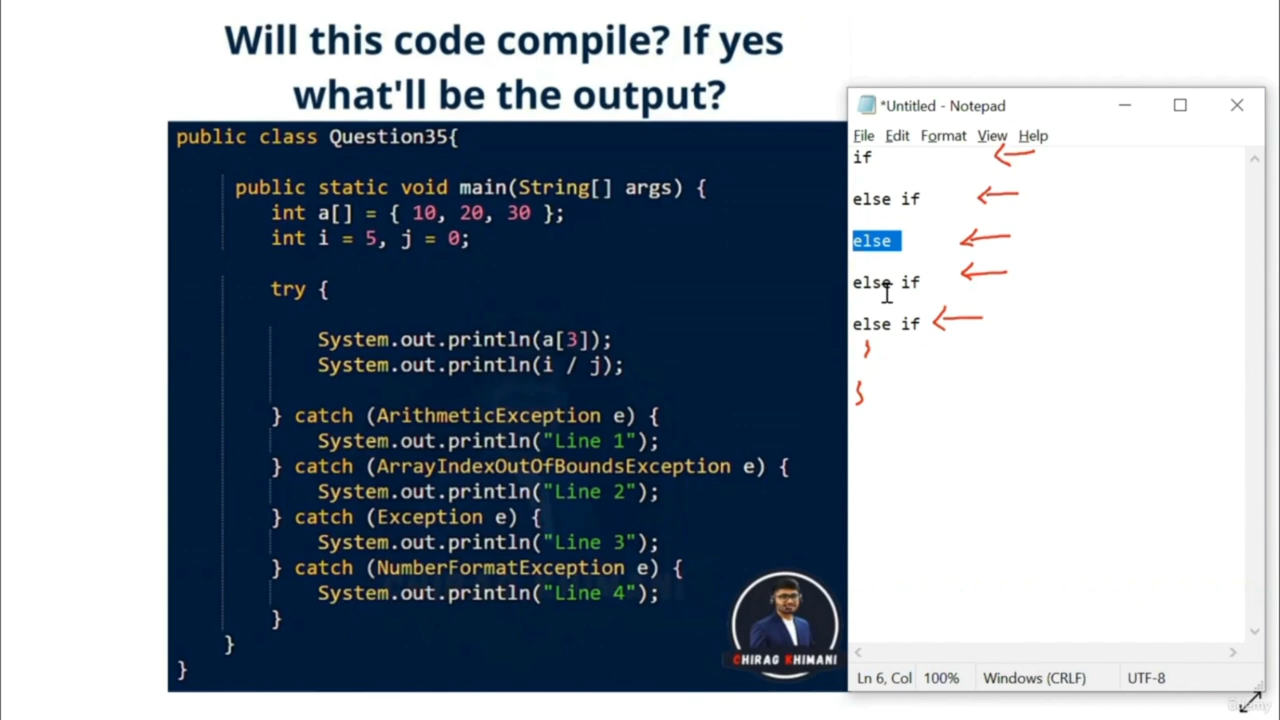 Will this code compile? If yes
what'll be the output?
public class Question35{
public static void main(String[] args) {
int a[] = { 10, 20, 30 };
int i = 5, j = 0;
try {
System.out.println(a[3]);
System.out.println(i / j);
} catch (ArithmeticException e) {
System.out.println("Line 1");
} catch (ArrayIndexOutOfBoundsException e) {
System.out.println("Line 2");
} catch (Exception e) {
System.out.println("Line 3");
} catch (NumberFormatException e) {
System.out.println("Line 4");
}
}
}
CHIRAG KHIMANI
*Untitled - Notepad
File Edit Format View Help
if
else if
else
else if
else if
Ln 6, Col
100%
Windows (CRLF)
UTF-8
Udemy